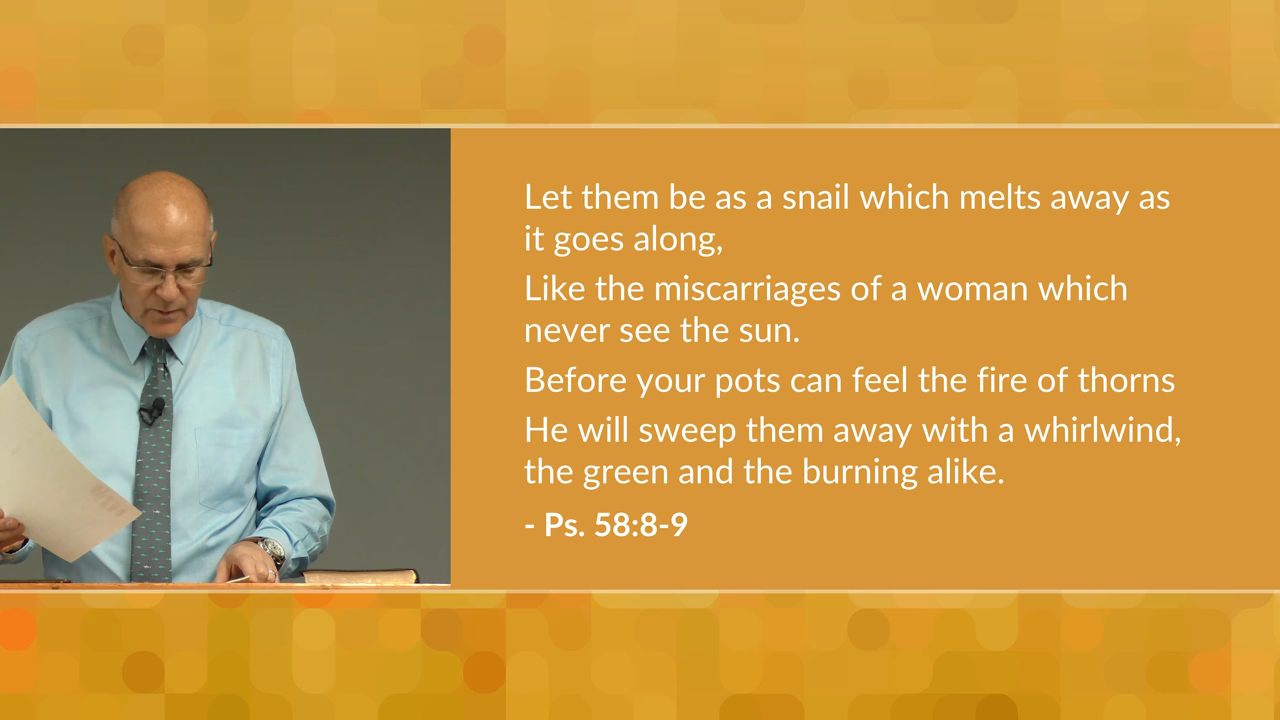 Let them be as a snail which melts away as
it goes along,
Like the miscarriages of a woman which
never see the sun.
Before your pots can feel the fire of thorns
He will sweep them away with a whirlwind,
the green and the burning alike.
- Ps. 58:8-9